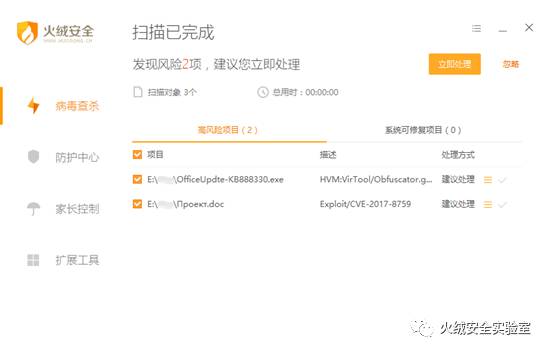 火绒安全
WWW.HUORONG.CN
病毒查杀
防护中心
家长控制
扩展工具
扫描已完成
发现风险2项，建议您立即处理
立即处理
忽略
扫描对象 3个
总用时：00:00:00
高风险项目（2）
系统可修复项目（0）
项目 描述 处理方式
E:\ \OfficeUpdte-KB888330.exe HVM:VirTool/Obfuscator.g... 建议处理
E:\ \Проект.doc Exploit/CVE-2017-8759 建议处理
火绒安全实验室